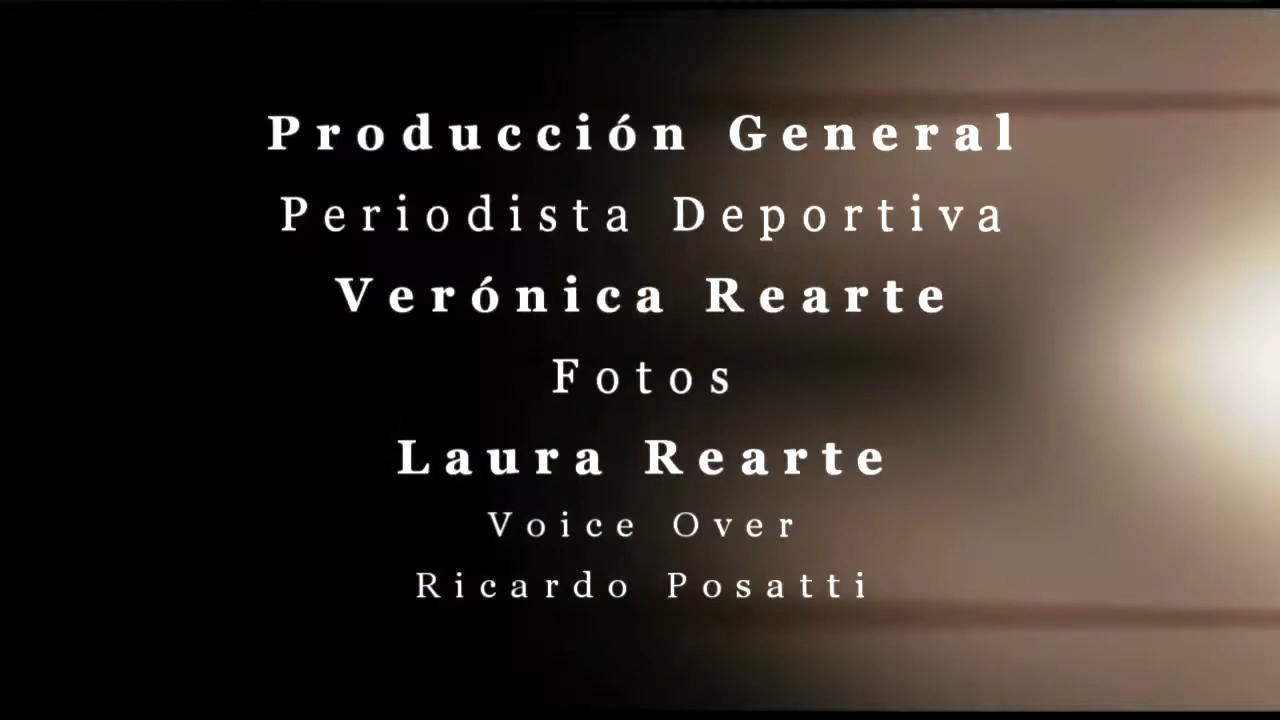 Producción General
Periodista Deportiva
Verónica Rearte
Fotos
Laura Rearte
Voice Over
Ricardo Posatti